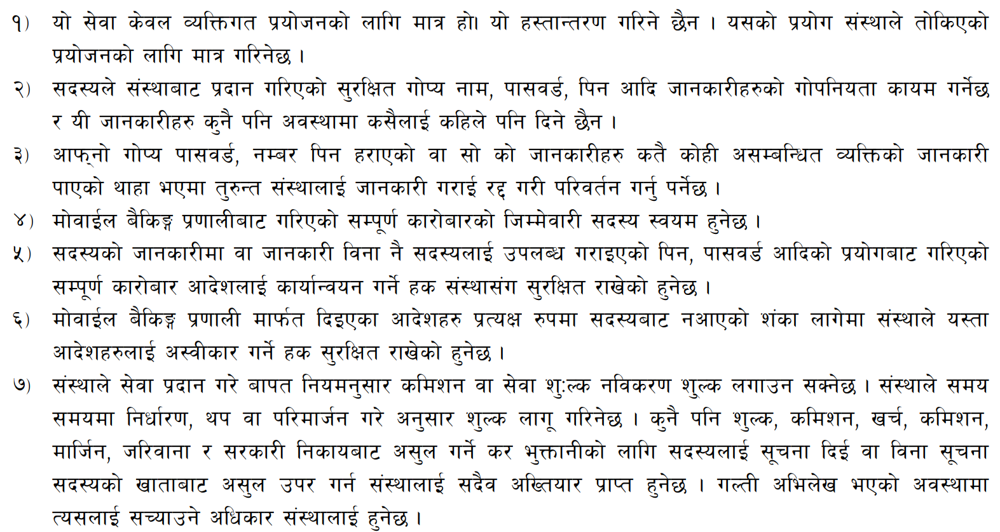 १) यो सेवा केवल व्यक्तिगत प्रयोजनको लागि मात्र हो। यो हस्तान्तरण गरिने छैन । यसको प्रयोग संस्थाले तोकिएको
प्रयोजनको लागि मात्र गरिनेछ ।
२) सदस्यले संस्थाबाट प्रदान गरिएको सुरक्षित गोप्य नाम, पासवर्ड, पिन आदि जानकारीहरुको गोपनियता कायम गर्नेछ
र यी जानकारीहरु कुनै पनि अवस्थामा कसैलाई कहिले पनि दिने छैन ।
३) आफ्‌नो गोप्य पासवर्ड, नम्बर पिन हराएको वा सो को जानकारीहरु कतै कोही असम्बन्धित व्यक्तिको जानकारी
पाएको थाहा भएमा तुरुन्त संस्थालाई जानकारी गराई रद्द गरी परिवर्तन गर्नु पर्नेछ ।
४) मोवाईल बैकिङ्ग प्रणालीबाट गरिएको सम्पूर्ण कारोबारको जिम्मेवारी सदस्य स्वयम हुनेछ ।
५) सदस्यको जानकारीमा वा जानकारी विना नै सदस्यलाई उपलब्ध गराइएको पिन, पासवर्ड आदिको प्रयोगबाट गरिएको
सम्पूर्ण कारोबार आदेशलाई कार्यान्वयन गर्ने हक संस्थासंग सुरक्षित राखेको हुनेछ ।
६) मोवाईल बैकिङ्ग प्रणाली मार्फत दिइएका आदेशहरु प्रत्यक्ष रुपमा सदस्यबाट नआएको शंका लागेमा संस्थाले यस्ता
आदेशहरुलाई अस्वीकार गर्ने हक सुरक्षित राखेको हुनेछ ।
७) संस्थाले सेवा प्रदान गरे बापत नियमनुसार कमिशन वा सेवा शुःल्क नविकरण शुल्क लगाउन सक्नेछ । संस्थाले समय
समयमा निर्धारण, थप वा परिमार्जन गरे अनुसार शुल्क लागू गरिनेछ । कुनै पनि शुल्क, कमिशन, खर्च, कमिशन,
मार्जिन, जरिवाना र सरकारी निकायबाट असुल गर्ने कर भुक्तानीको लागि सदस्यलाई सूचना दिई वा विना सूचना
सदस्यको खाताबाट असुल उपर गर्न संस्थालाई सदैव अख्तियार प्राप्त हुनेछ । गल्ती अभिलेख भएको अवस्थामा
त्यसलाई सच्याउने अधिकार संस्थालाई हुनेछ ।